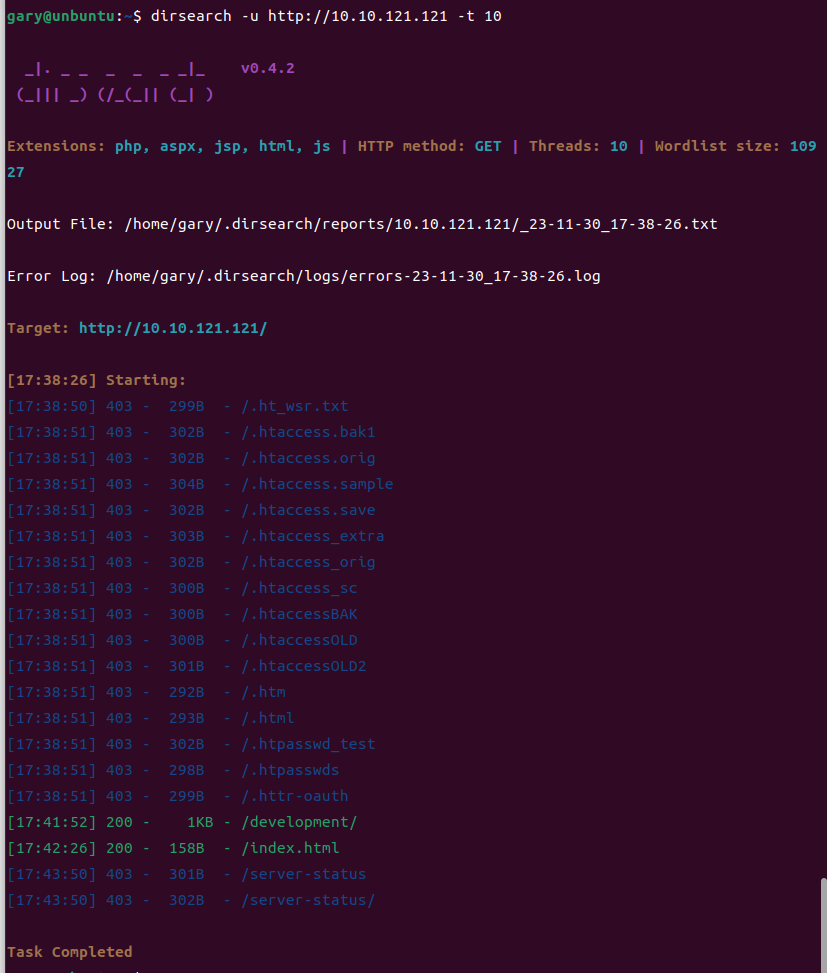 gary@unbuntu:~$ dirsearch -u http://10.10.121.121 -t 10
  _|. _ _  _  _  _ _|_    v0.4.2
 (_||| _) (/_(_|| (_| )
Extensions: php, aspx, jsp, html, js | HTTP method: GET | Threads: 10 | Wordlist size: 109
27
Output File: /home/gary/.dirsearch/reports/10.10.121.121/_23-11-30_17-38-26.txt
Error Log: /home/gary/.dirsearch/logs/errors-23-11-30_17-38-26.log
Target: http://10.10.121.121/
[17:38:26] Starting:
[17:38:50] 403 -  299B  - /.ht_wsr.txt
[17:38:51] 403 -  302B  - /.htaccess.bak1
[17:38:51] 403 -  302B  - /.htaccess.orig
[17:38:51] 403 -  304B  - /.htaccess.sample
[17:38:51] 403 -  302B  - /.htaccess.save
[17:38:51] 403 -  303B  - /.htaccess_extra
[17:38:51] 403 -  302B  - /.htaccess_orig
[17:38:51] 403 -  300B  - /.htaccess_sc
[17:38:51] 403 -  300B  - /.htaccessBAK
[17:38:51] 403 -  300B  - /.htaccessOLD
[17:38:51] 403 -  301B  - /.htaccessOLD2
[17:38:51] 403 -  292B  - /.htm
[17:38:51] 403 -  293B  - /.html
[17:38:51] 403 -  302B  - /.htpasswd_test
[17:38:51] 403 -  298B  - /.htpasswds
[17:38:51] 403 -  299B  - /.httr-oauth
[17:41:52] 200 -    1KB - /development/
[17:42:26] 200 -  158B  - /index.html
[17:43:50] 403 -  301B  - /server-status
[17:43:50] 403 -  302B  - /server-status/
Task Completed